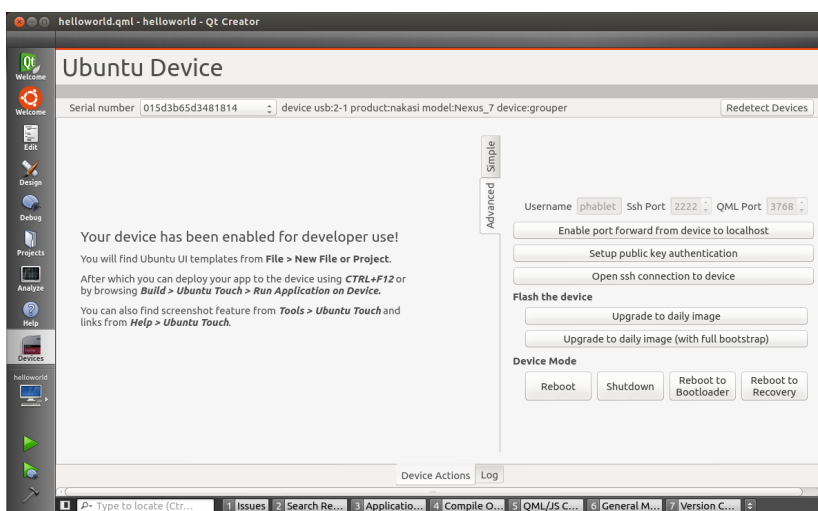 helloworld.qml - helloworld - Qt Creator
Qt
Welcome
Welcome
Edit
Design
Debug
Projects
Analyze
Help
Devices
helloworld
Ubuntu Device
Serial number 015d3b65d3481814 device usb:2-1 product:nakasi model:Nexus_7 device:grouper Redetect Devices
Simple
Advanced
Your device has been enabled for developer use!
You will find Ubuntu UI templates from File > New File or Project.
After which you can deploy your app to the device using CTRL+F12 or
by browsing Build > Ubuntu Touch > Run Application on Device.
You can also find screenshot feature from Tools > Ubuntu Touch and
links from Help > Ubuntu Touch.
Username phablet Ssh Port 2222 QML Port 3768
Enable port forward from device to localhost
Setup public key authentication
Open ssh connection to device
Flash the device
Upgrade to daily image
Upgrade to daily image (with full bootstrap)
Device Mode
Reboot Shutdown Reboot to Bootloader Reboot to Recovery
Device Actions Log
Type to locate (Ctr... 1 Issues 2 Search Re... 3 Applicatio... 4 Compile O... 5 QML/JS C... 6 General M... 7 Version C...